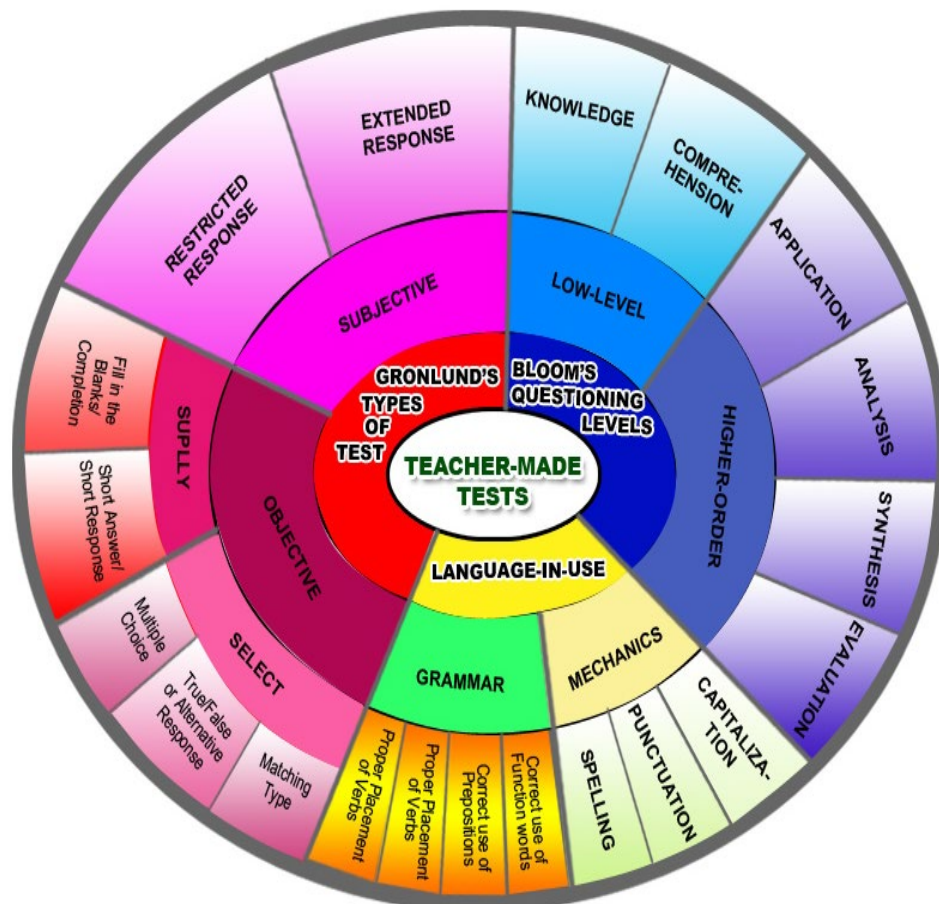 TEACHER-MADE
TESTS
GRONLUND'S
TYPES
OF
TEST
BLOOM'S
QUESTIONING
LEVELS
LANGUAGE-IN-USE
SUBJECTIVE
EXTENDED
RESPONSE
RESTRICTED
RESPONSE
OBJECTIVE
SUPLLY
Fill in the
Blanks/
Completion
Short Answer/
Short Response
SELECT
Multiple
Choice
True/False
or Alternative
Response
Matching
Type
LOW-LEVEL
KNOWLEDGE
COMPRE-
HENSION
HIGHER-ORDER
APPLICATION
ANALYSIS
SYNTHESIS
EVALUATION
GRAMMAR
Proper Placement
of Verbs
Proper Placement
of Verbs
Correct use of
Prepositions
Correct use of
Function words
MECHANICS
SPELLING
PUNCTUATION
CAPITALIZA-
TION